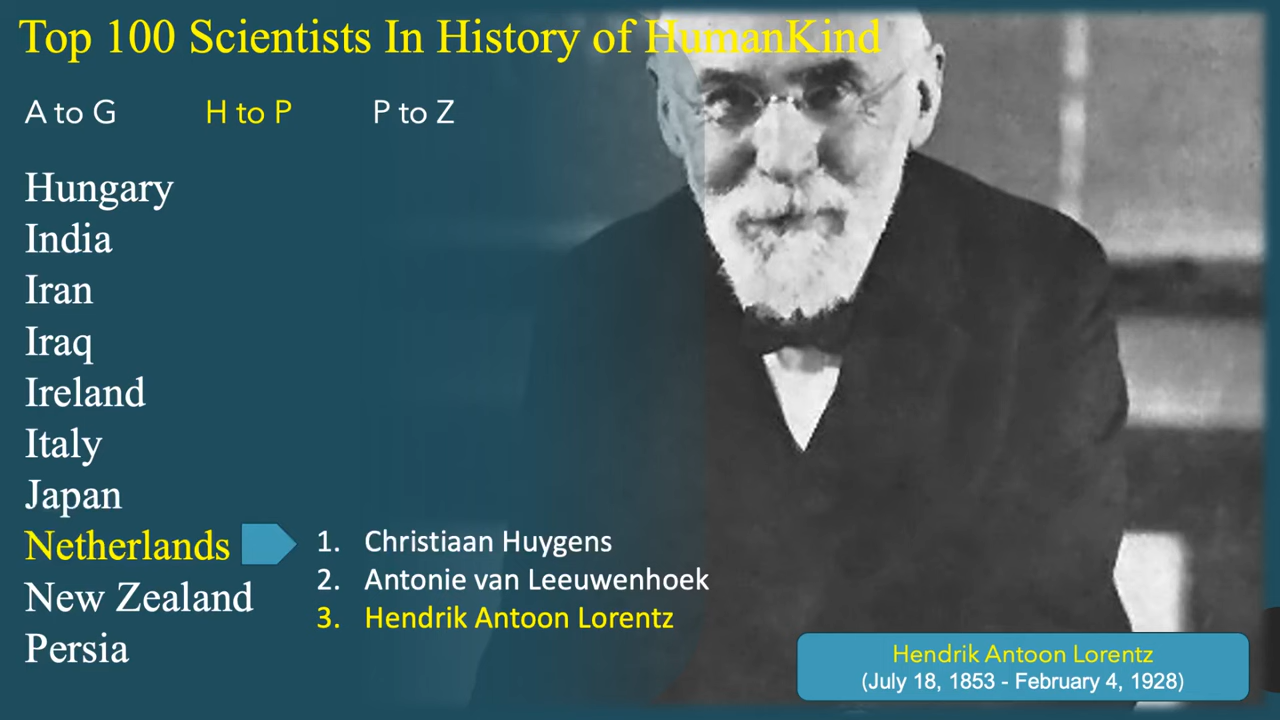 Top 100 Scientists In History of HumanKind
A to G H to P P to Z
Hungary
India
Iran
Iraq
Ireland
Italy
Japan
Netherlands
1. Christiaan Huygens
2. Antonie van Leeuwenhoek
3. Hendrik Antoon Lorentz
New Zealand
Persia
Hendrik Antoon Lorentz
(July 18, 1853 - February 4, 1928)